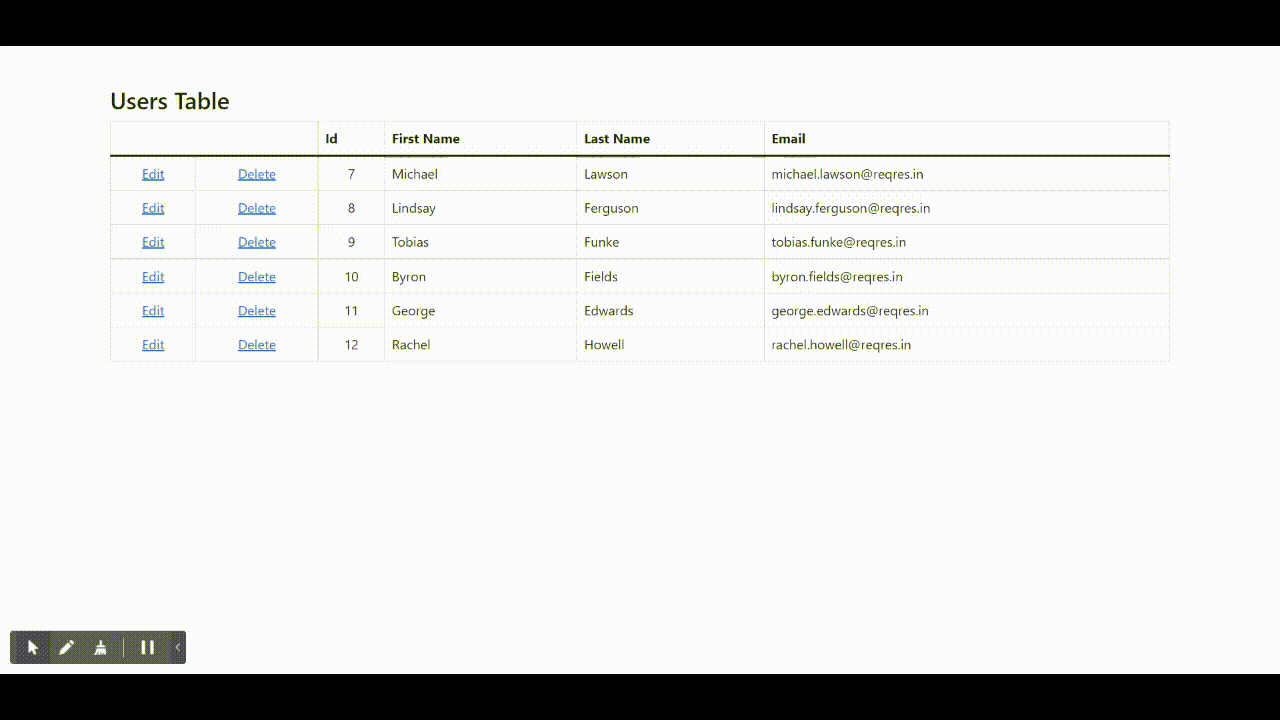 Users Table
Id First Name Last Name Email
Edit Delete 7 Michael Lawson michael.lawson@reqres.in
Edit Delete 8 Lindsay Ferguson lindsay.ferguson@reqres.in
Edit Delete 9 Tobias Funke tobias.funke@reqres.in
Edit Delete 10 Byron Fields byron.fields@reqres.in
Edit Delete 11 George Edwards george.edwards@reqres.in
Edit Delete 12 Rachel Howell rachel.howell@reqres.in